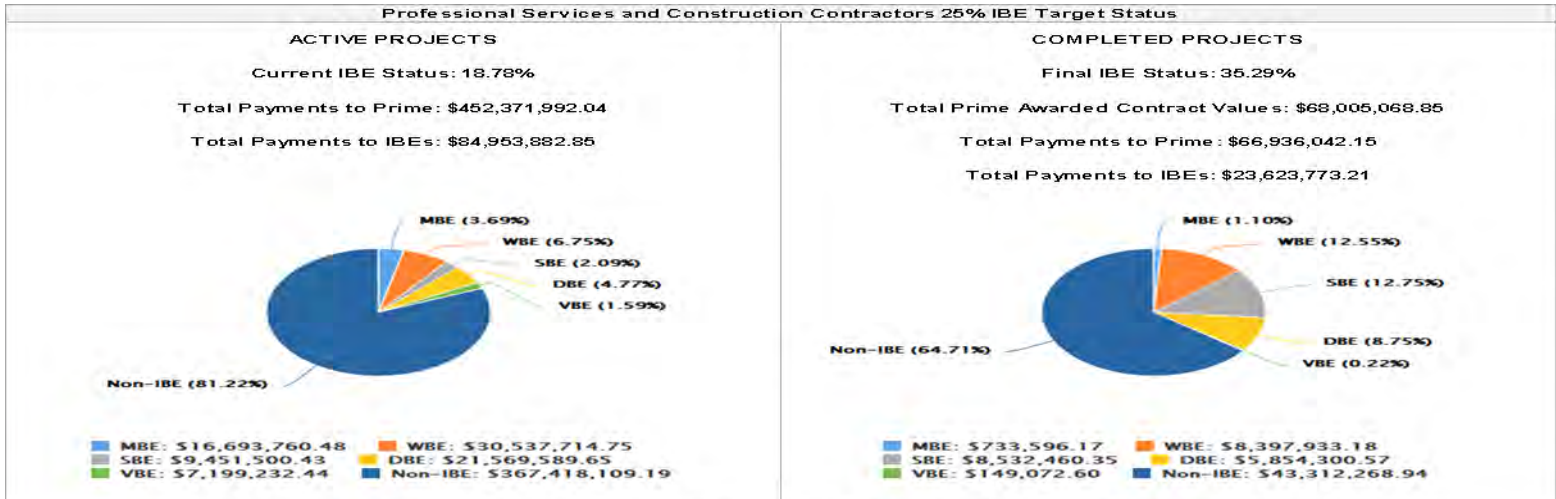 Professional Services and Construction Contractors 25% IBE Target Status
ACTIVE PROJECTS
Current IBE Status: 18.78%
Total Payments to Prime: $452,371,992.04
Total Payments to IBEs: $84,953,882.85
MBE (3.69%)
WBE (6.75%)
SBE (2.09%)
DBE (4.77%)
VBE (1.59%)
Non-IBE (81.22%)
MBE: $16,693,760.48 WBE: $30,537,714.75
SBE: $9,451,500.43 DBE: $21,569,589.65
VBE: $7,199,232.44 Non-IBE: $367,418,109.19
COMPLETED PROJECTS
Final IBE Status: 35.29%
Total Prime Awarded Contract Values: $68,005,068.85
Total Payments to Prime: $66,936,042.15
Total Payments to IBEs: $23,623,773.21
MBE (1.10%)
WBE (12.55%)
SBE (12.75%)
DBE (8.75%)
VBE (0.22%)
Non-IBE (64.71%)
MBE: $733,596.17 WBE: $8,397,933.18
SBE: $8,532,460.35 DBE: $5,854,300.57
VBE: $149,072.60 Non-IBE: $43,312,268.94